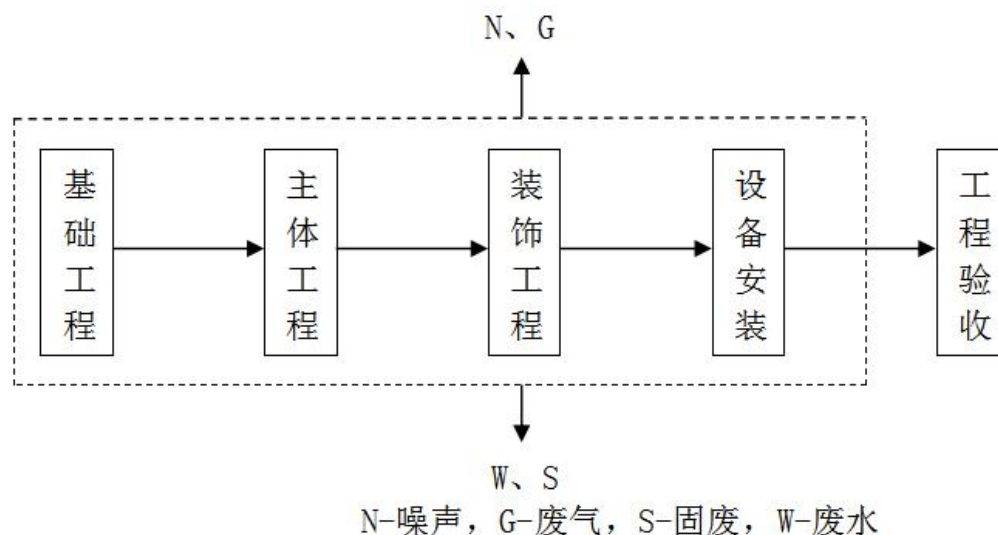 N、G
基础工程
主体工程
装饰工程
设备安装
工程验收
W、S
N-噪声，G-废气，S-固废，W-废水